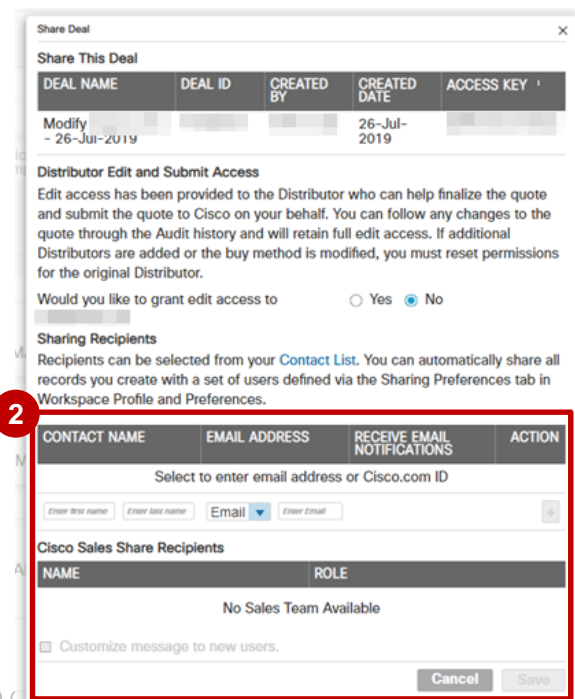 Share Deal
×
Share This Deal
DEAL NAME DEAL ID CREATED BY CREATED DATE ACCESS KEY
Modify
- 26-Jul-2019
26-Jul-
2019
Distributor Edit and Submit Access
Edit access has been provided to the Distributor who can help finalize the quote
and submit the quote to Cisco on your behalf. You can follow any changes to the
quote through the Audit history and will retain full edit access. If additional
Distributors are added or the buy method is modified, you must reset permissions
for the original Distributor.
Would you like to grant edit access to Yes No
Sharing Recipients
Recipients can be selected from your Contact List. You can automatically share all
records you create with a set of users defined via the Sharing Preferences tab in
Workspace Profile and Preferences.
2
CONTACT NAME EMAIL ADDRESS RECEIVE EMAIL NOTIFICATIONS ACTION
Select to enter email address or Cisco.com ID
Enter first name Enter last name Email Enter Email +
Cisco Sales Share Recipients
NAME ROLE
No Sales Team Available
Customize message to new users.
Cancel Save